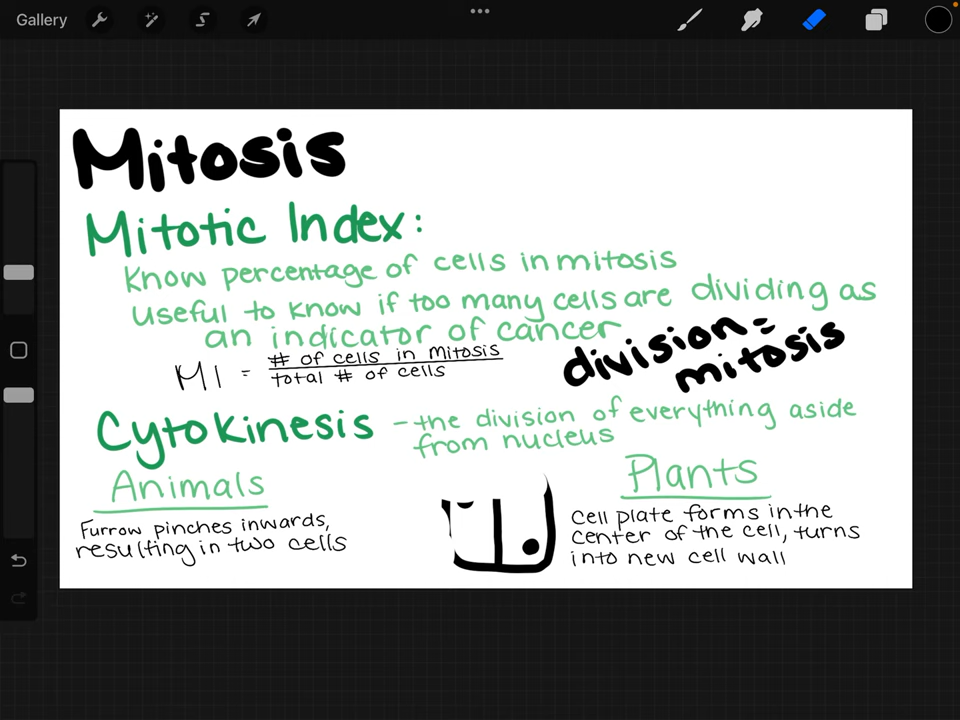 Gallery
Mitosis
Mitotic Index:
Know percentage of cells in mitosis
Useful to know if too many cells are dividing as
an indicator of cancer
MI = # of cells in mitosis
total # of cells
division =
mitosis
Cytokinesis - the division of everything aside
from nucleus
Animals
Furrow pinches inwards,
resulting in two cells
Plants
Cell plate forms in the
center of the cell, turns
into new cell wall